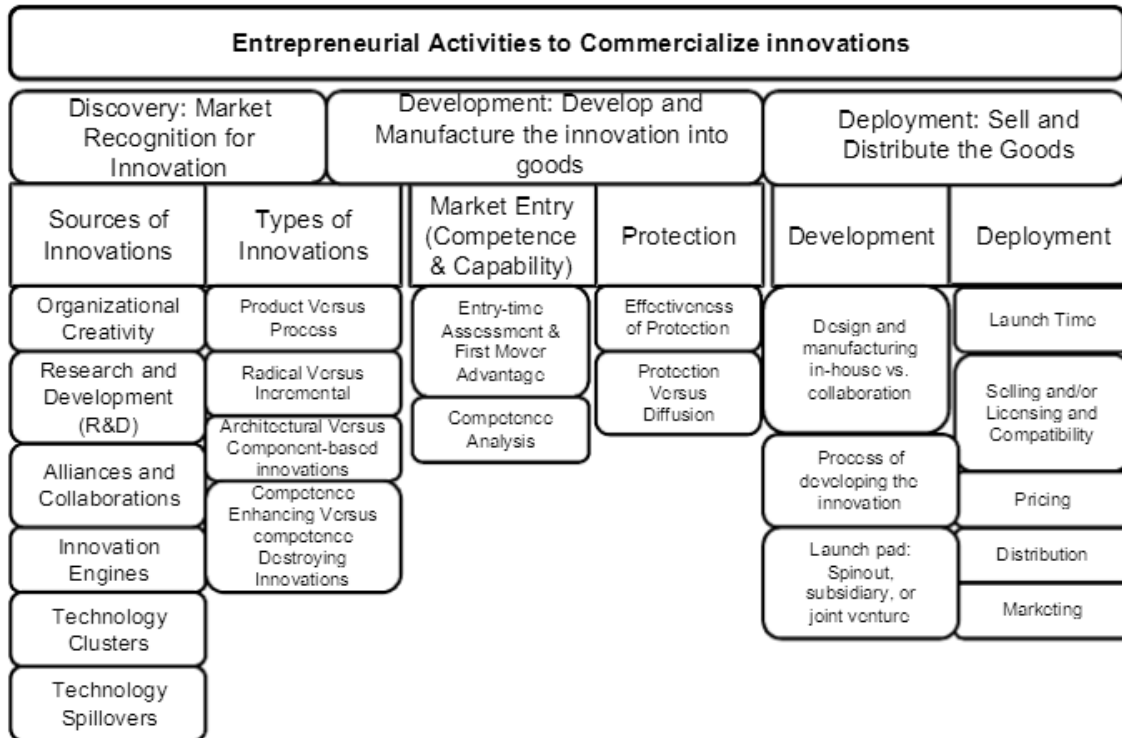 Entrepreneurial Activities to Commercialize innovations
Discovery: Market
Recognition for
Innovation
Development: Develop and
Manufacture the innovation into
goods
Deployment: Sell and
Distribute the Goods
Sources of
Innovations
Types of
Innovations
Market Entry
(Competence
& Capability)
Protection
Development
Deployment
Organizational
Creativity
Research and
Development
(R&D)
Alliances and
Collaborations
Innovation
Engines
Technology
Clusters
Technology
Spillovers
Product Versus
Process
Radical Versus
Incremental
Architectural Versus
Component-based
innovations
Competence
Enhancing Versus
competence
Destroying
Innovations
Entry-time
Assessment &
First Mover
Advantage
Competence
Analysis
Effectiveness
of Protection
Protection
Versus
Diffusion
Design and
manufacturing
in-house vs.
collaboration
Process of
developing the
innovation
Launch pad:
Spinout,
subsidiary, or
joint venture
Launch Time
Selling and/or
Licensing and
Compatibility
Pricing
Distribution
Marketing